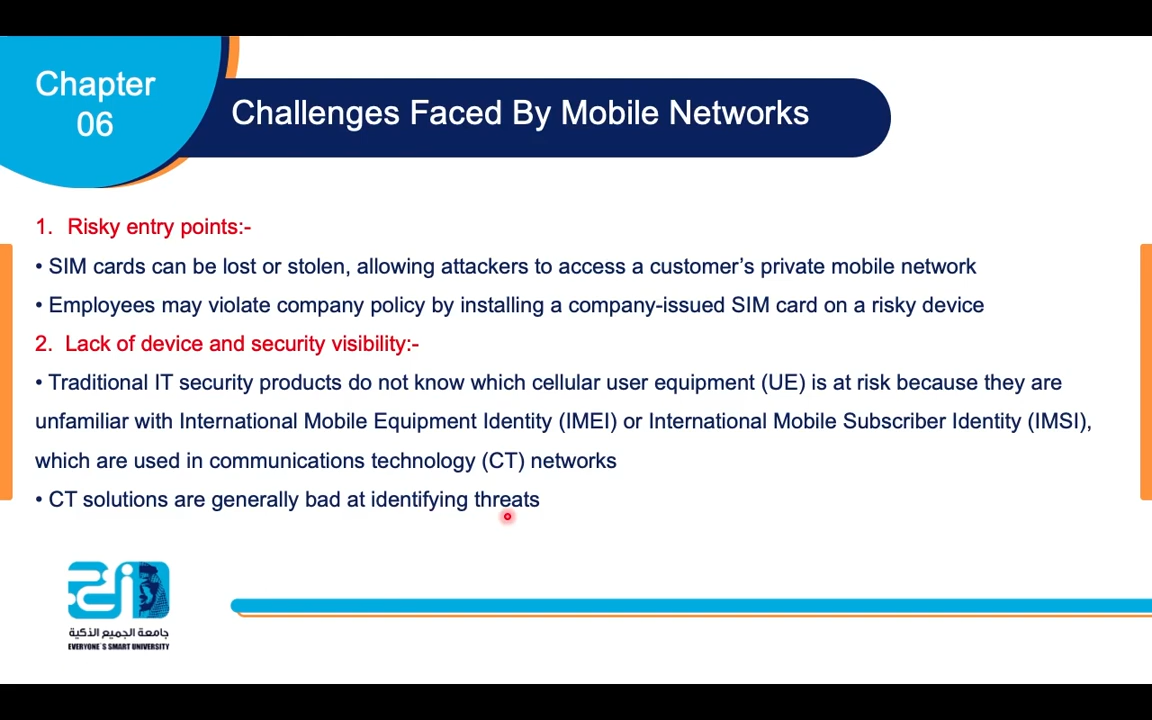 Chapter
06
Challenges Faced By Mobile Networks
1. Risky entry points:-
• SIM cards can be lost or stolen, allowing attackers to access a customer’s private mobile network
• Employees may violate company policy by installing a company-issued SIM card on a risky device
2. Lack of device and security visibility:-
• Traditional IT security products do not know which cellular user equipment (UE) is at risk because they are
unfamiliar with International Mobile Equipment Identity (IMEI) or International Mobile Subscriber Identity (IMSI),
which are used in communications technology (CT) networks
• CT solutions are generally bad at identifying threats
جامعة الجميع الذكية
EVERYONE`S SMART UNIVERSITY